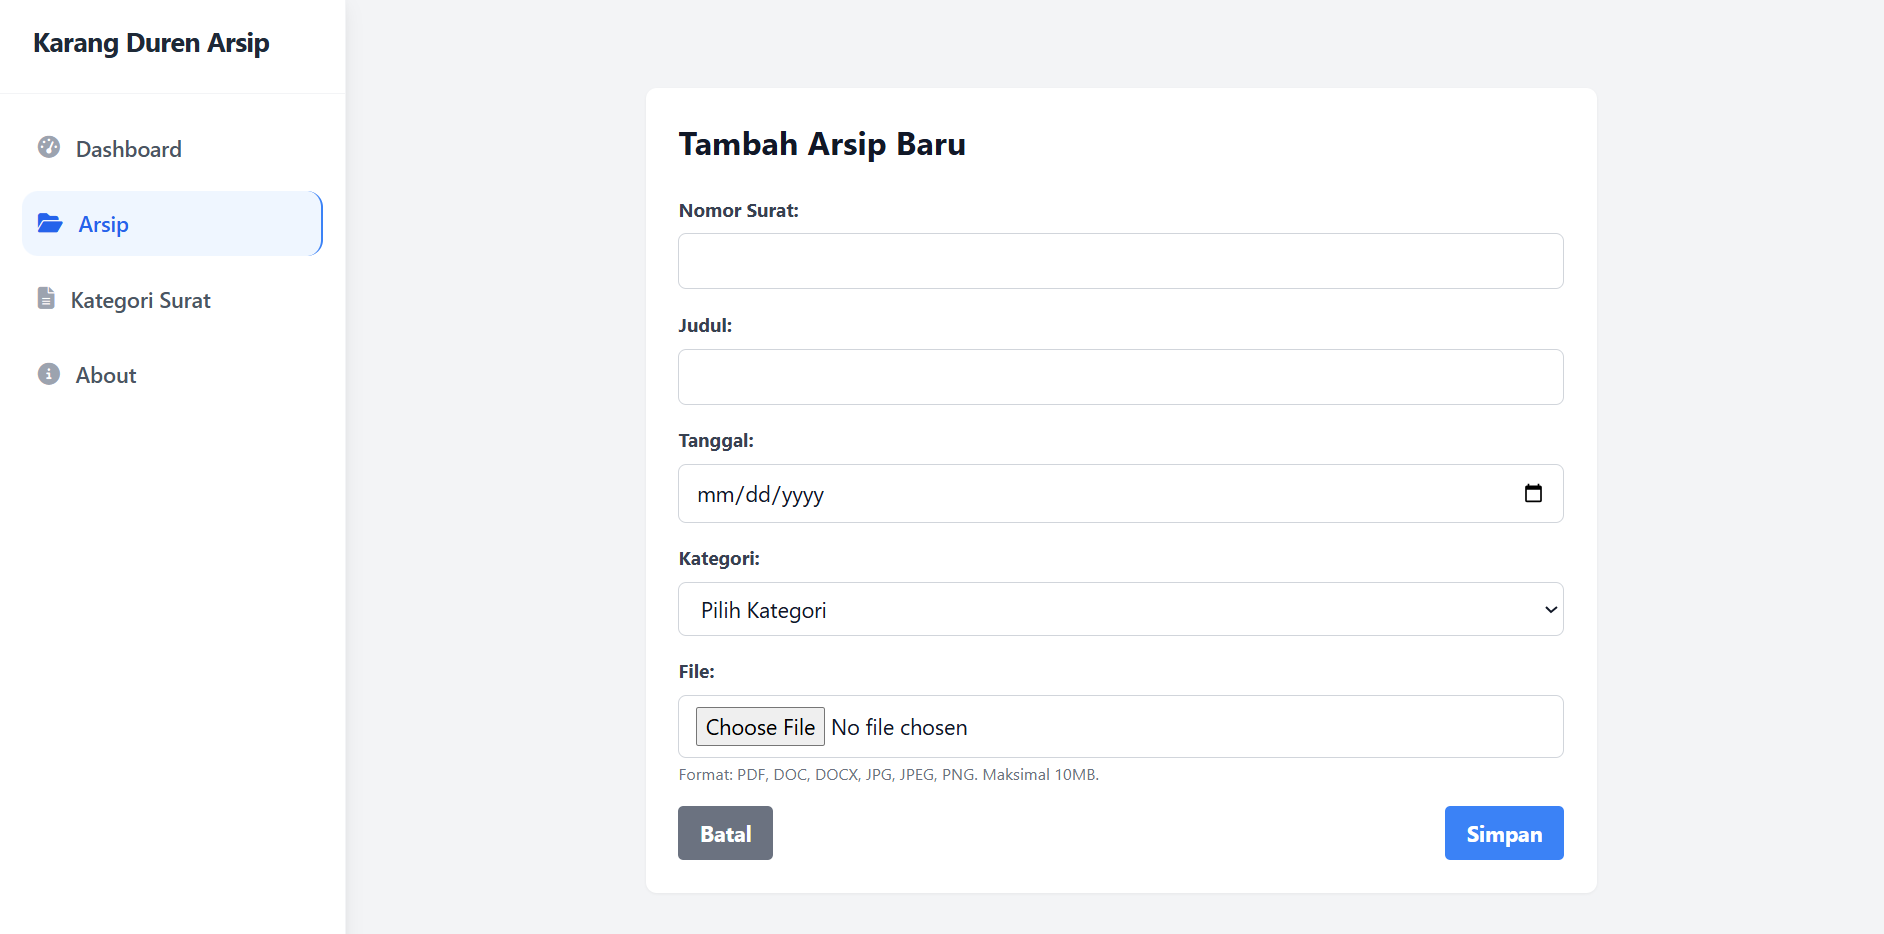 Karang Duren Arsip
Dashboard
Arsip
Kategori Surat
About
Tambah Arsip Baru
Nomor Surat:
Judul:
Tanggal:
mm/dd/yyyy
Kategori:
Pilih Kategori
File:
Choose File No file chosen
Format: PDF, DOC, DOCX, JPG, JPEG, PNG. Maksimal 10MB.
Batal
Simpan